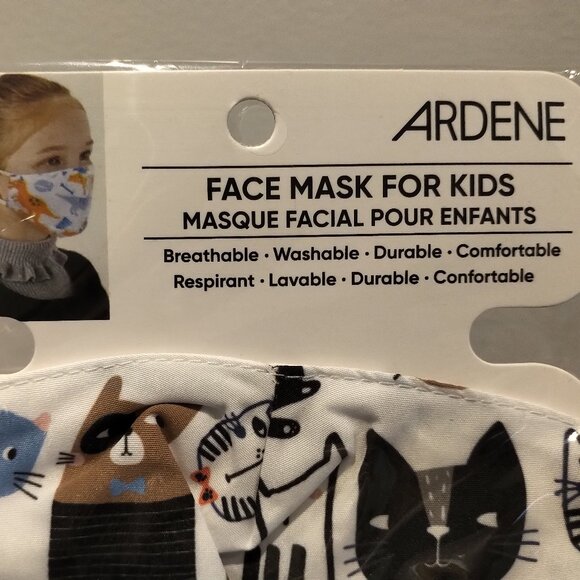 ARDENE
FACE MASK FOR KIDS
MASQUE FACIAL POUR ENFANTS
Breathable · Washable · Durable · Comfortable
Respirant · Lavable · Durable · Confortable